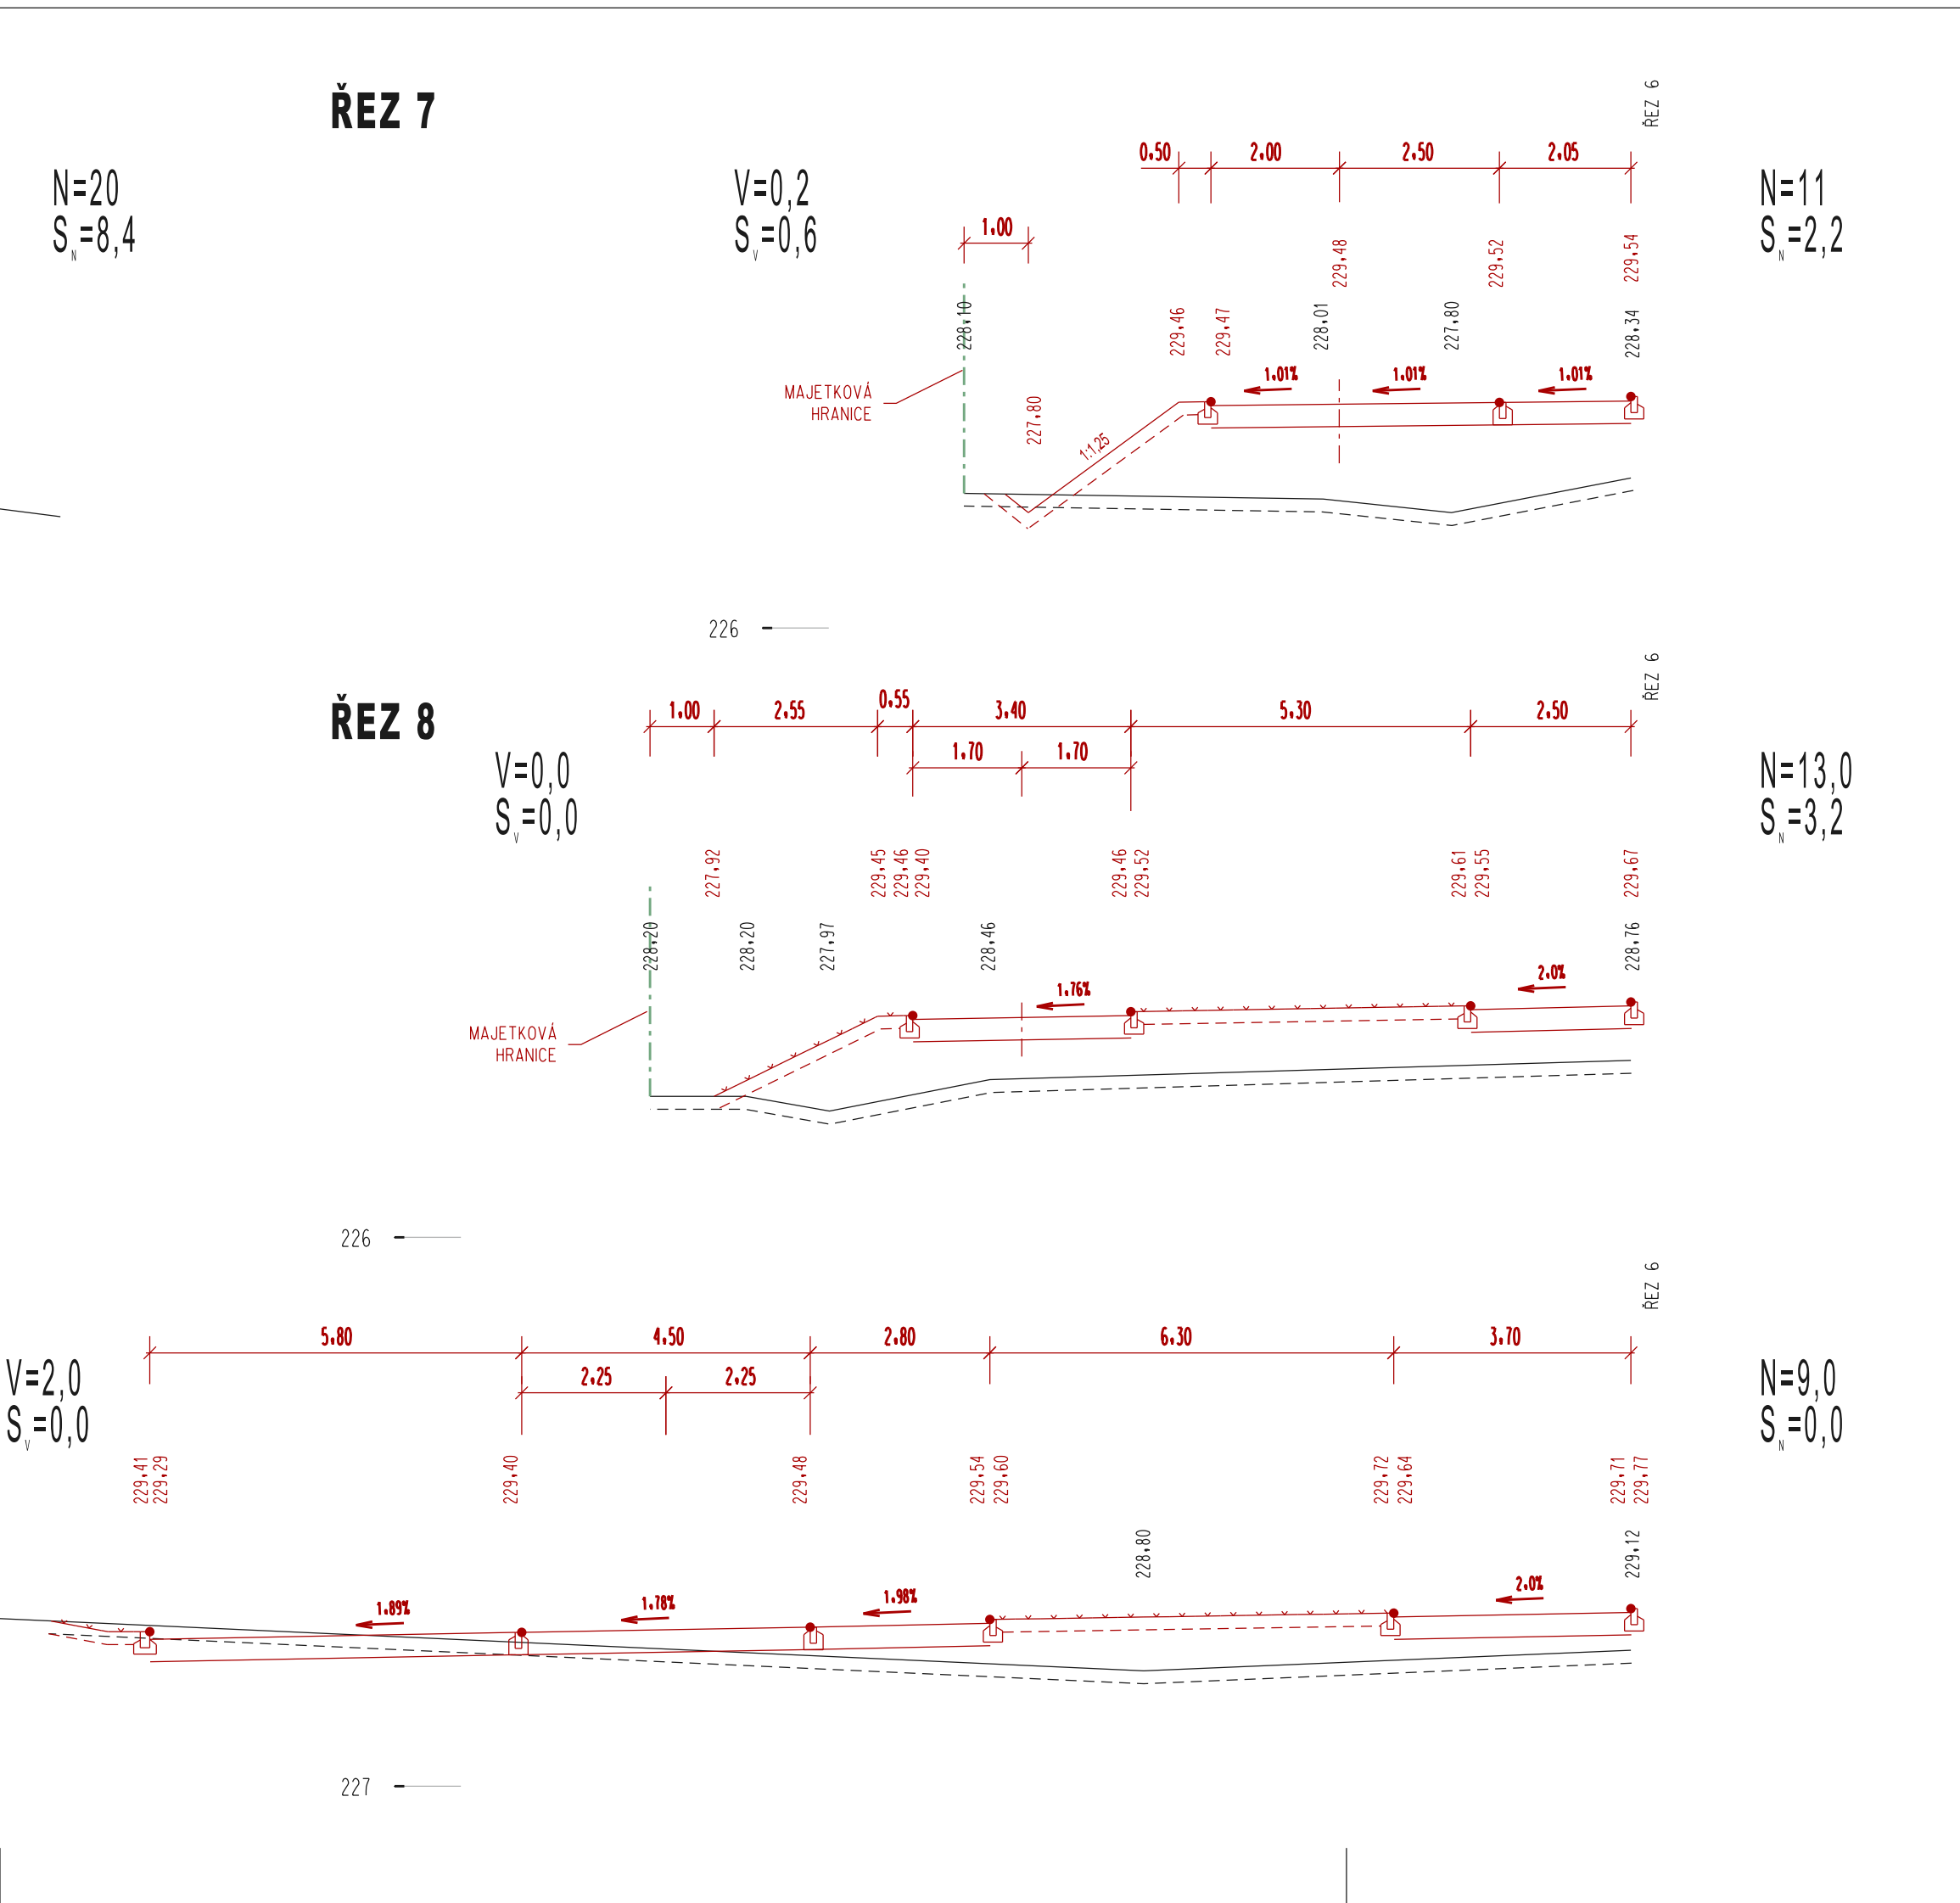 ŘEZ 6
ŘEZ 7
0.50 2.00 2.50 2.05
N=20
S_N=8,4
V=0,2
S_V=0,6
N=11
S_N=2,2
1.00
229,48 229,52 229,54
228,10 229,46 229,47 228,01 227,80 228,34
1.01% 1.01% 1.01%
MAJETKOVÁ
HRANICE
227,80
1:1,25
226
ŘEZ 6
ŘEZ 8
1.00 2.55 0.55 3.40 5.30 2.50
1.70 1.70
V=0,0
S_V=0,0
N=13,0
S_N=3,2
227,92 229,45 229,46 229,40 229,46 229,52 229,61 229,55 229,67
228,20 228,20 227,97 228,46 228,76
1.76% 2.0%
MAJETKOVÁ
HRANICE
226
ŘEZ 6
5.80 4.50 2.80 6.30 3.70
2.25 2.25
V=2,0
S_V=0,0
N=9,0
S_N=0,0
229,41 229,29 229,40 229,48 229,54 229,60 229,72 229,64 229,71 229,77
228,80 229,12
1.89% 1.78% 1.98% 2.0%
227